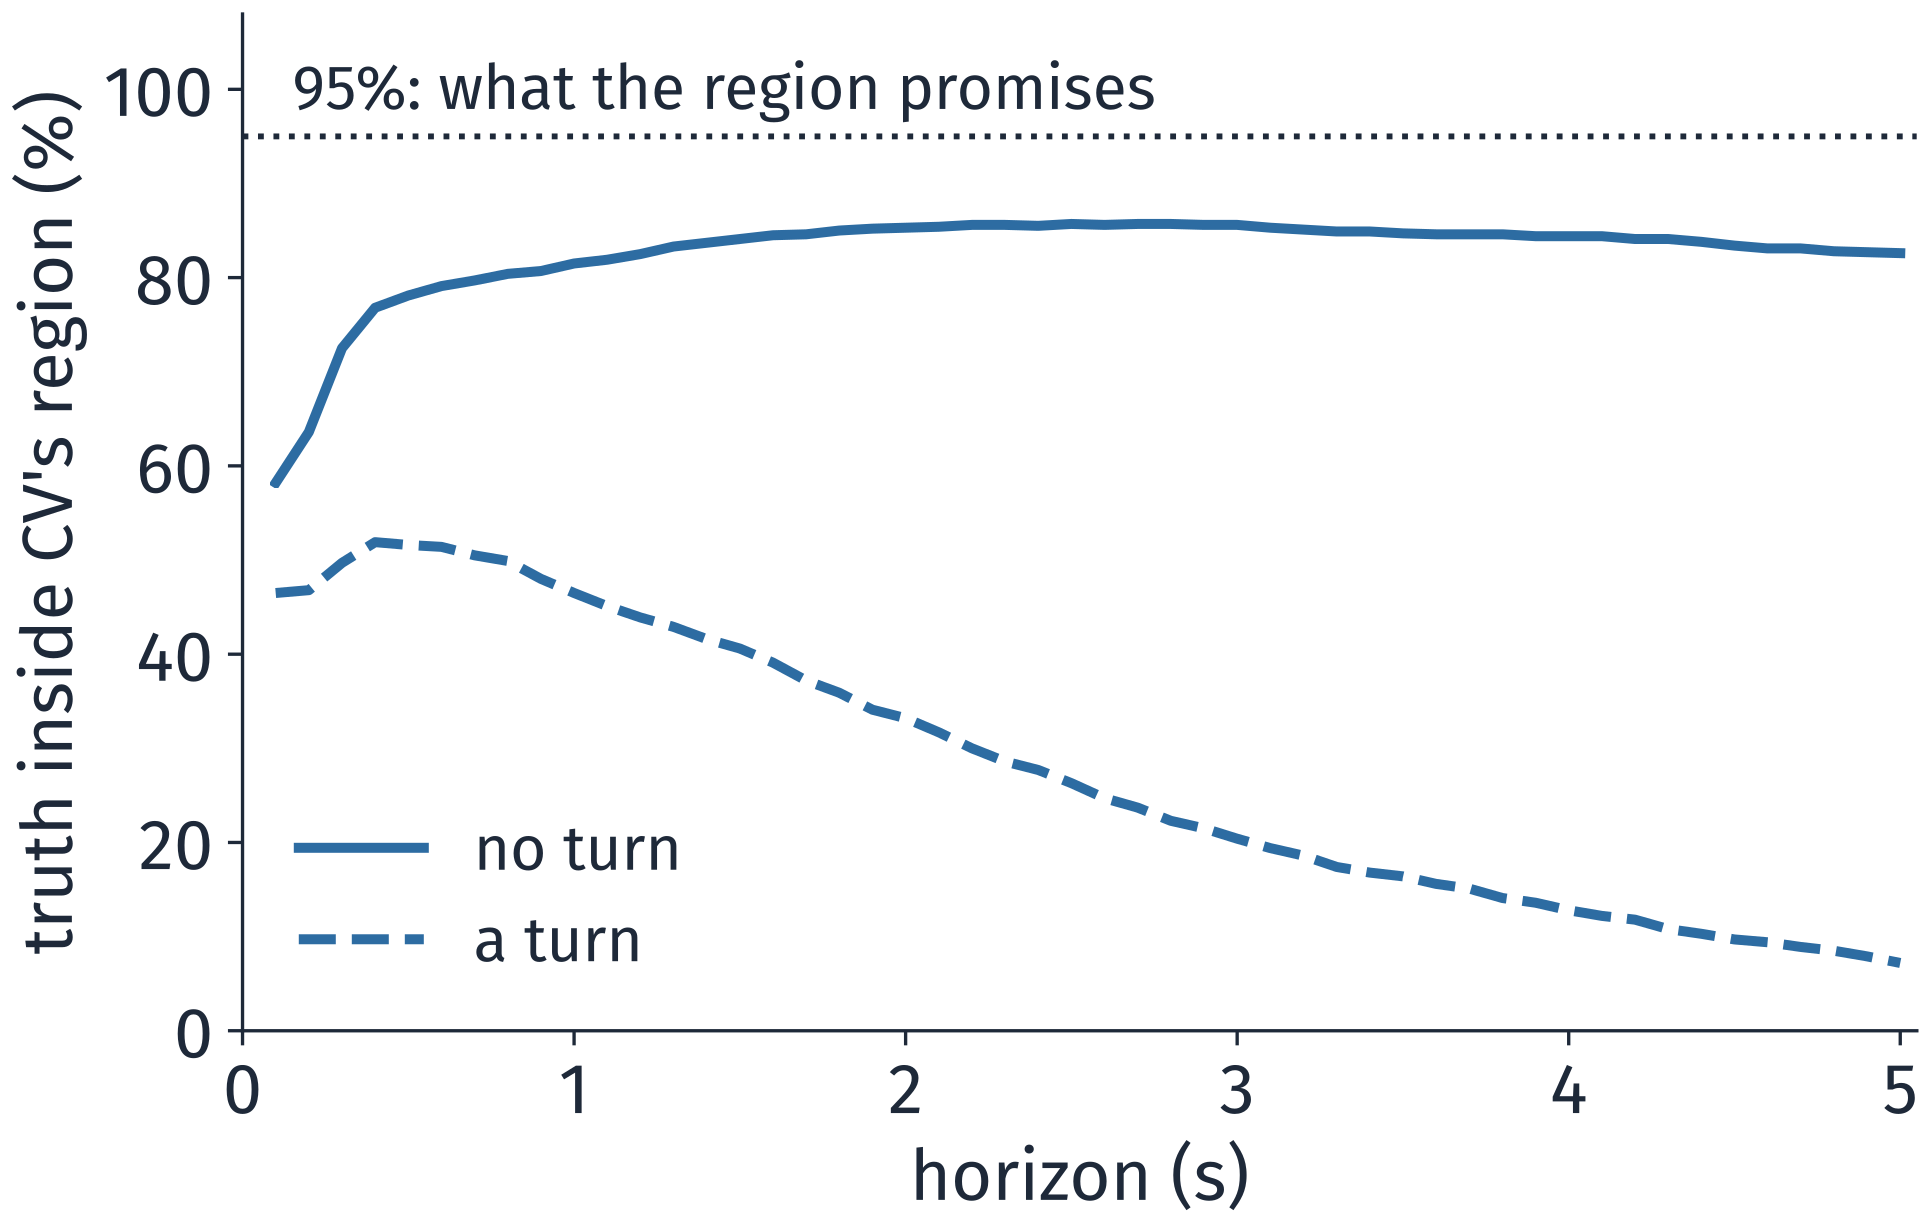 truth inside CV's region (%)
100
80
60
40
20
0
95%: what the region promises
no turn
a turn
0 1 2 3 4 5
horizon (s)